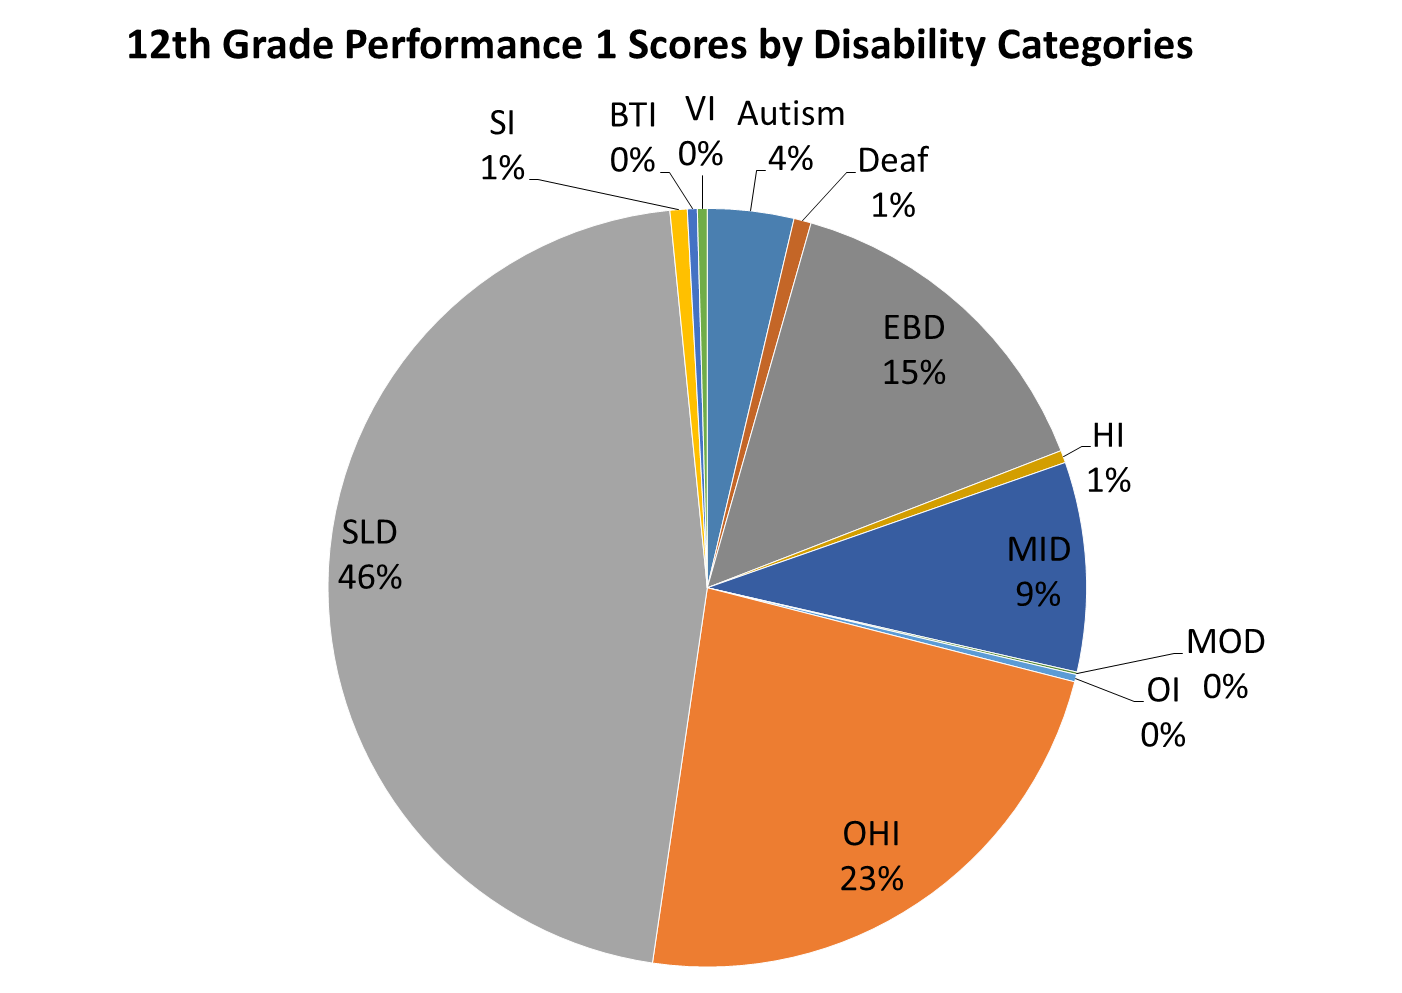 12th Grade Performance 1 Scores by Disability Categories
SI
1%
BTI
0%
VI
0%
Autism
4%
Deaf
1%
EBD
15%
HI
1%
MID
9%
MOD
0%
OI
0%
OHI
23%
SLD
46%